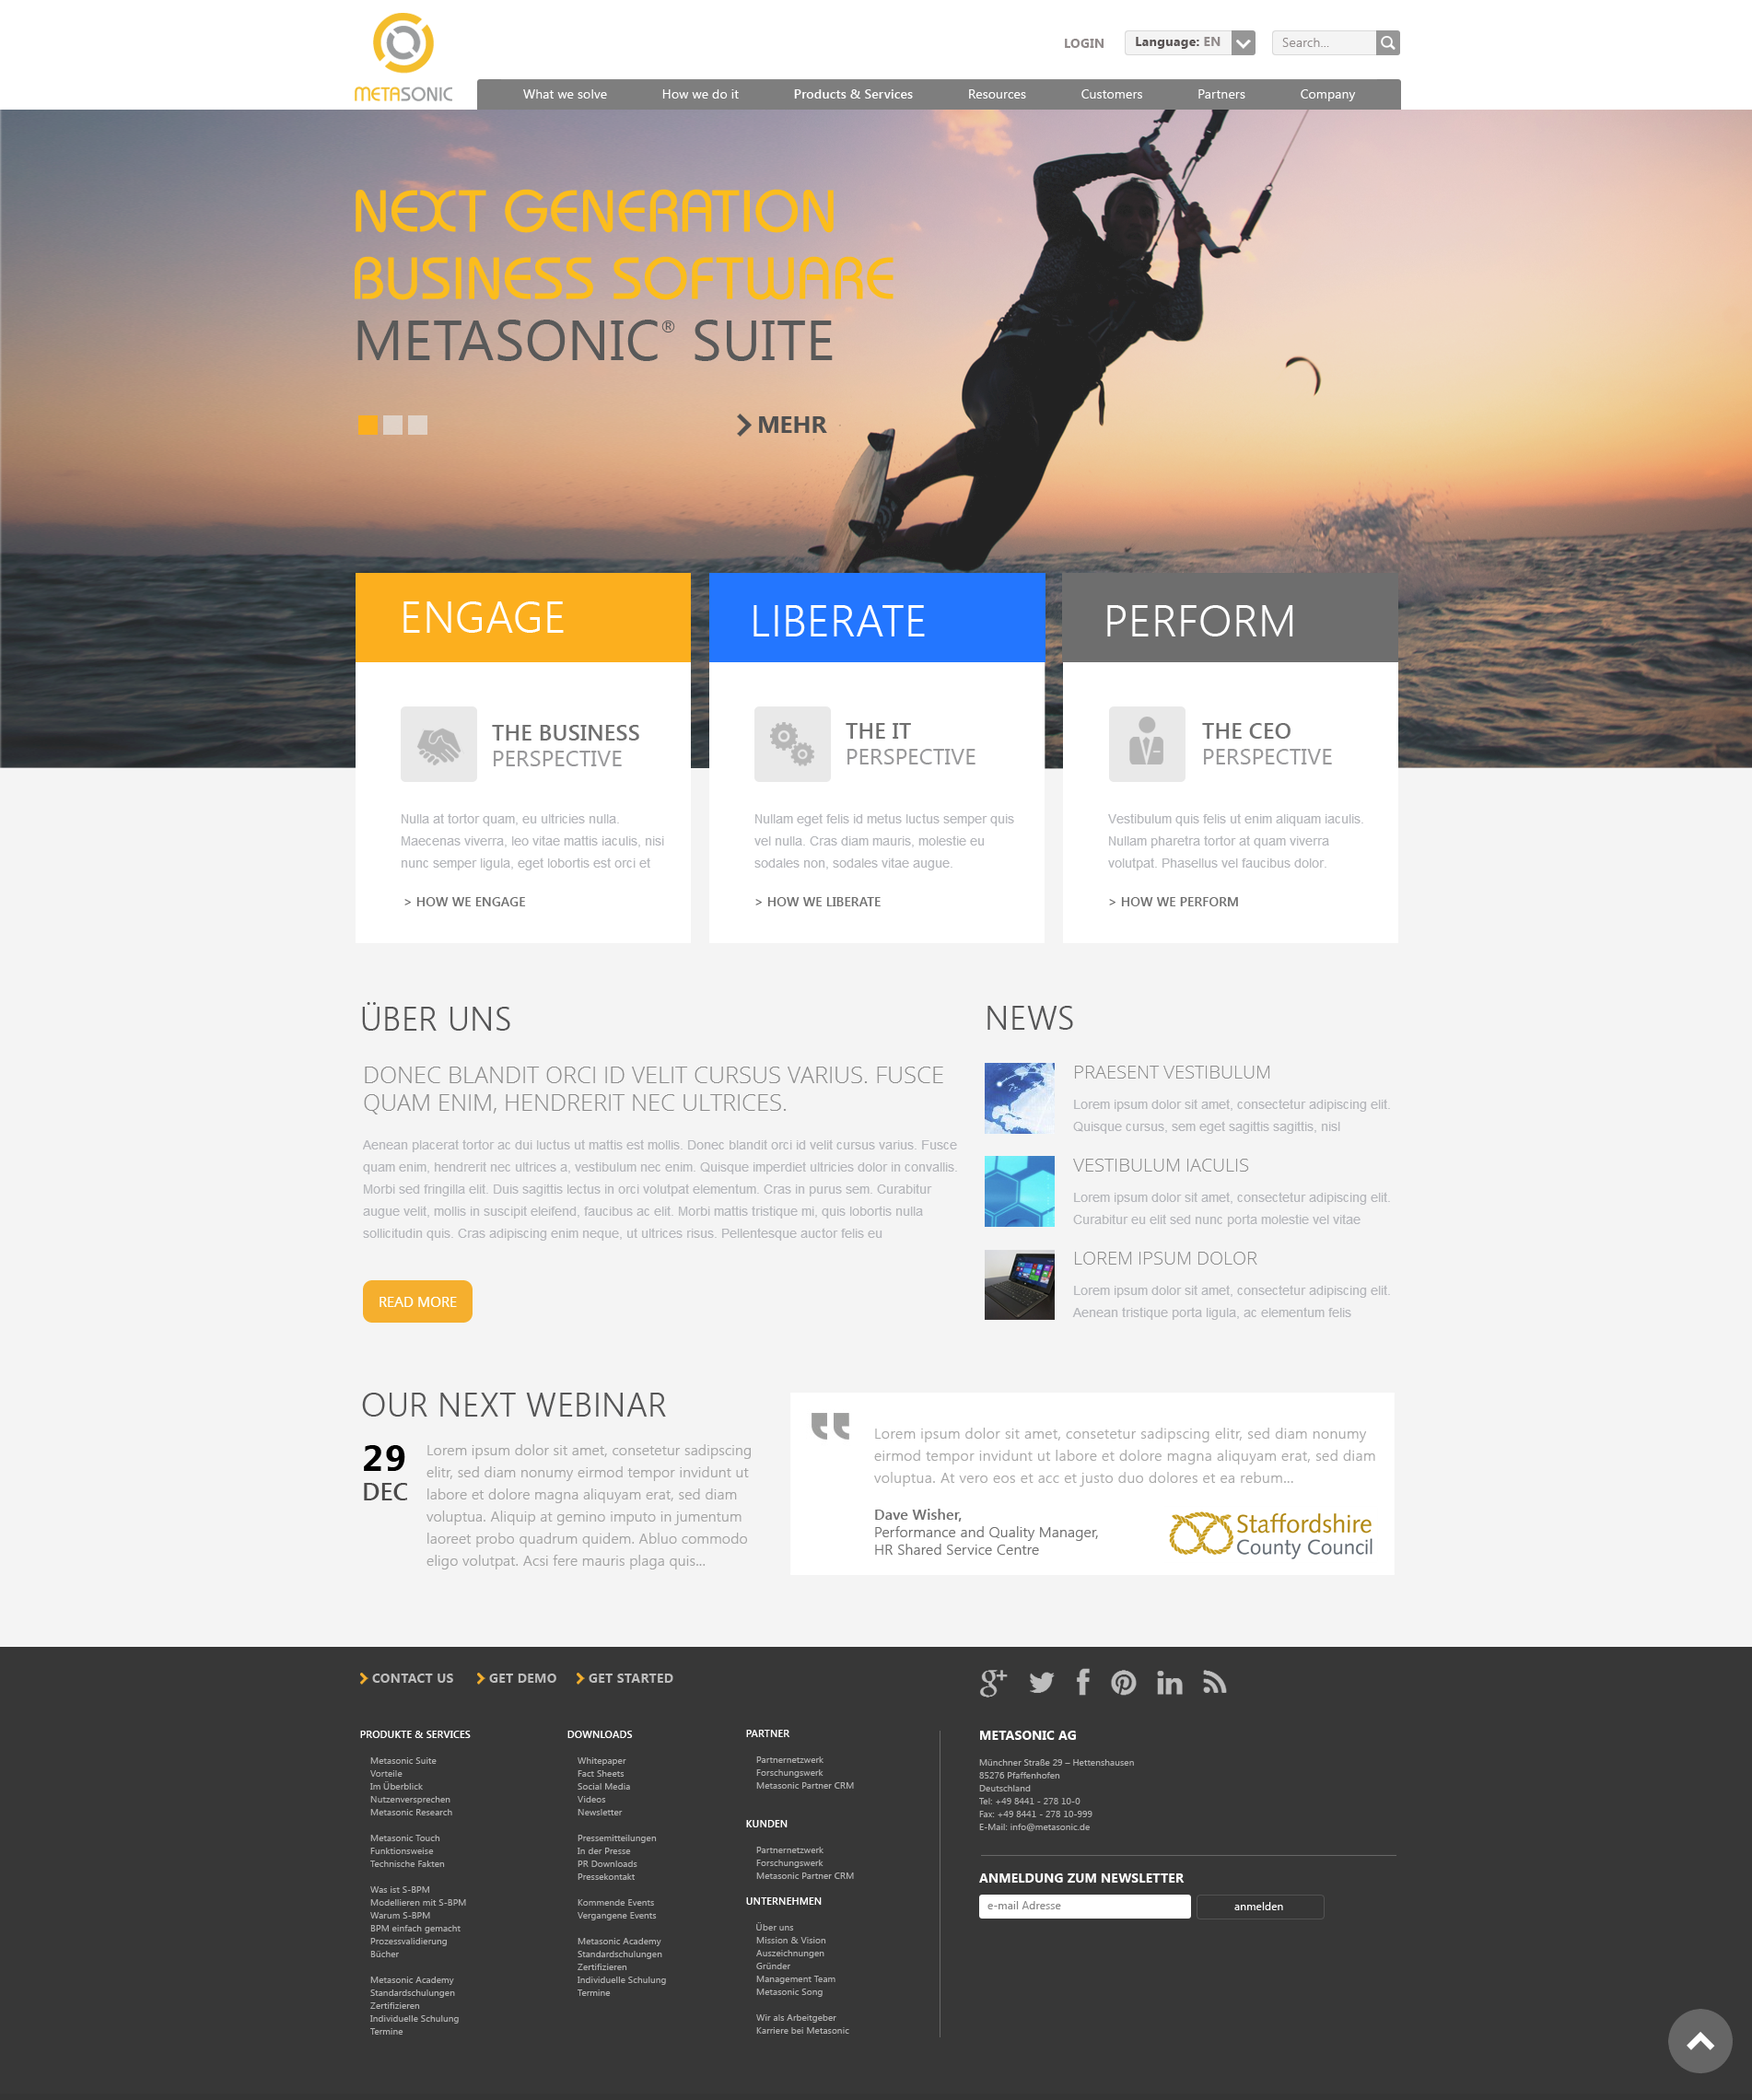 METASONIC
LOGIN
Language: EN
Search...
What we solve
How we do it
Products & Services
Resources
Customers
Partners
Company
NEXT GENERATION
BUSINESS SOFTWARE
METASONIC® SUITE
MEHR
ENGAGE
THE BUSINESS
PERSPECTIVE
Nulla at tortor quam, eu ultricies nulla.
Maecenas viverra, leo vitae mattis iaculis, nisi
nunc semper ligula, eget lobortis est orci et
> HOW WE ENGAGE
LIBERATE
THE IT
PERSPECTIVE
Nullam eget felis id metus luctus semper quis
vel nulla. Cras diam mauris, molestie eu
sodales non, sodales vitae augue.
> HOW WE LIBERATE
PERFORM
THE CEO
PERSPECTIVE
Vestibulum quis felis ut enim aliquam iaculis.
Nullam pharetra tortor at quam viverra
volutpat. Phasellus vel faucibus dolor.
> HOW WE PERFORM
ÜBER UNS
DONEC BLANDIT ORCI ID VELIT CURSUS VARIUS. FUSCE
QUAM ENIM, HENDRERIT NEC ULTRICES.
Aenean placerat tortor ac dui luctus ut mattis est mollis. Donec blandit orci id velit cursus varius. Fusce
quam enim, hendrerit nec ultrices a, vestibulum nec enim. Quisque imperdiet ultricies dolor in convallis.
Morbi sed fringilla elit. Duis sagittis lectus in orci volutpat elementum. Cras in purus sem. Curabitur
augue velit, mollis in suscipit eleifend, faucibus ac elit. Morbi mattis tristique mi, quis lobortis nulla
sollicitudin quis. Cras adipiscing enim neque, ut ultrices risus. Pellentesque auctor felis eu
READ MORE
NEWS
PRAESENT VESTIBULUM
Lorem ipsum dolor sit amet, consectetur adipiscing elit.
Quisque cursus, sem eget sagittis sagittis, nisl
VESTIBULUM IACULIS
Lorem ipsum dolor sit amet, consectetur adipiscing elit.
Curabitur eu elit sed nunc porta molestie vel vitae
LOREM IPSUM DOLOR
Lorem ipsum dolor sit amet, consectetur adipiscing elit.
Aenean tristique porta ligula, ac elementum felis
OUR NEXT WEBINAR
29
DEC
Lorem ipsum dolor sit amet, consetetur sadipscing
elitr, sed diam nonumy eirmod tempor invidunt ut
labore et dolore magna aliquyam erat, sed diam
voluptua. Aliquip at gemino imputo in jumentum
laoreet probo quadrum quidem. Abluo commodo
eligo volutpat. Acsi fere mauris plaga quis...
Lorem ipsum dolor sit amet, consetetur sadipscing elitr, sed diam nonumy
eirmod tempor invidunt ut labore et dolore magna aliquyam erat, sed diam
voluptua. At vero eos et acc et justo duo dolores et ea rebum...
Dave Wisher,
Performance and Quality Manager,
HR Shared Service Centre
Staffordshire
County Council
CONTACT US
GET DEMO
GET STARTED
PRODUKTE & SERVICES
Metasonic Suite
Vorteile
Im Überblick
Nutzenversprechen
Metasonic Research
Metasonic Touch
Funktionsweise
Technische Fakten
Was ist S-BPM
Modellieren mit S-BPM
Warum S-BPM
BPM einfach gemacht
Prozessvalidierung
Bücher
Metasonic Academy
Standardschulungen
Zertifizieren
Individuelle Schulung
Termine
DOWNLOADS
Whitepaper
Fact Sheets
Social Media
Videos
Newsletter
Pressemitteilungen
In der Presse
PR Downloads
Pressekontakt
Kommende Events
Vergangene Events
Metasonic Academy
Standardschulungen
Zertifizieren
Individuelle Schulung
Termine
PARTNER
Partnernetzwerk
Forschungswerk
Metasonic Partner CRM
KUNDEN
Partnernetzwerk
Forschungswerk
Metasonic Partner CRM
UNTERNEHMEN
Über uns
Mission & Vision
Auszeichnungen
Gründer
Management Team
Metasonic Song
Wir als Arbeitgeber
Karriere bei Metasonic
METASONIC AG
Münchner Straße 29 – Hettenshausen
85276 Pfaffenhofen
Deutschland
Tel: +49 8441 - 278 10-0
Fax: +49 8441 - 278 10-999
E-Mail: info@metasonic.de
ANMELDUNG ZUM NEWSLETTER
e-mail Adresse
anmelden